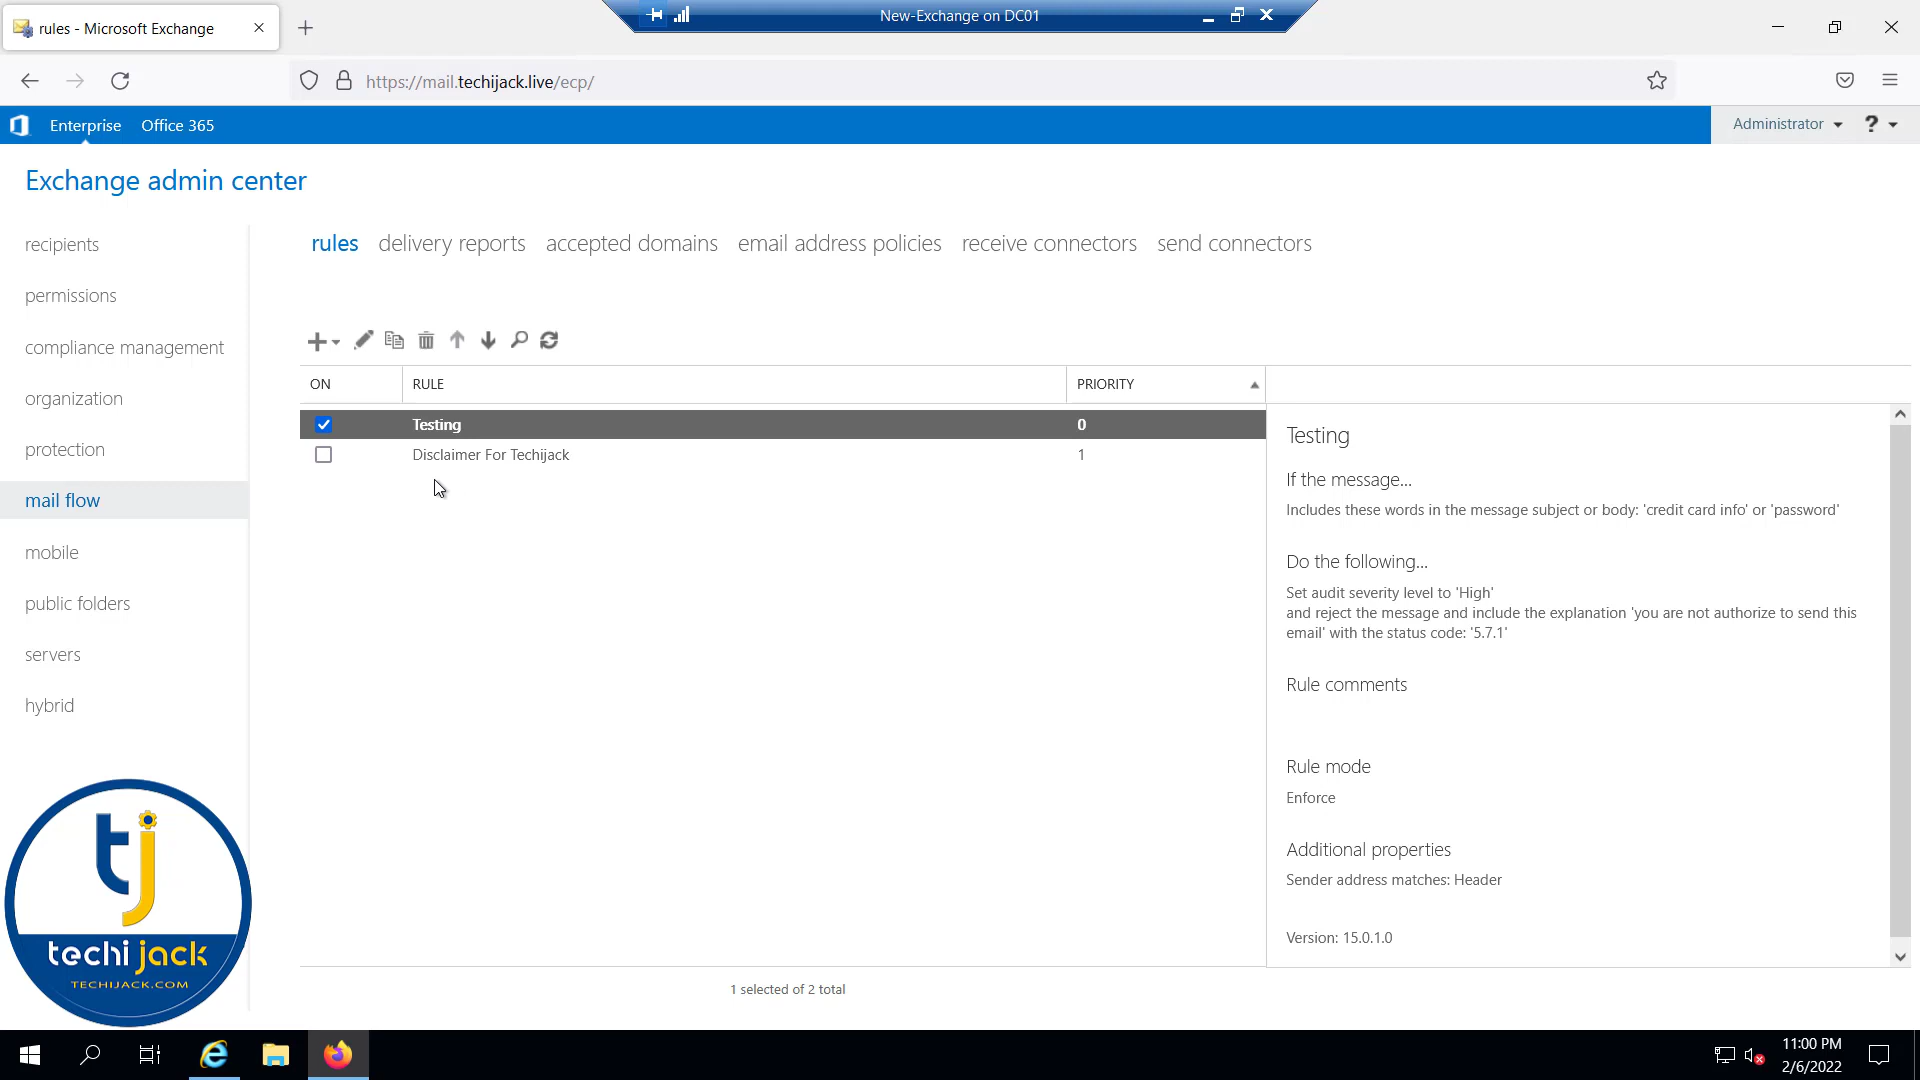 rules - Microsoft Exchange
New-Exchange on DC01
https://mail.techijack.live/ecp/
Enterprise
Office 365
Administrator
?
Exchange admin center
recipients
permissions
compliance management
organization
protection
mail flow
mobile
public folders
servers
hybrid
rules
delivery reports
accepted domains
email address policies
receive connectors
send connectors
ON
RULE
PRIORITY
Testing
0
Disclaimer For Techijack
1
Testing
If the message...
Includes these words in the message subject or body: 'credit card info' or 'password'
Do the following...
Set audit severity level to 'High'
and reject the message and include the explanation 'you are not authorize to send this
email' with the status code: '5.7.1'
Rule comments
Rule mode
Enforce
Additional properties
Sender address matches: Header
Version: 15.0.1.0
1 selected of 2 total
tj
techi jack
TECHIJACK.COM
11:00 PM
2/6/2022